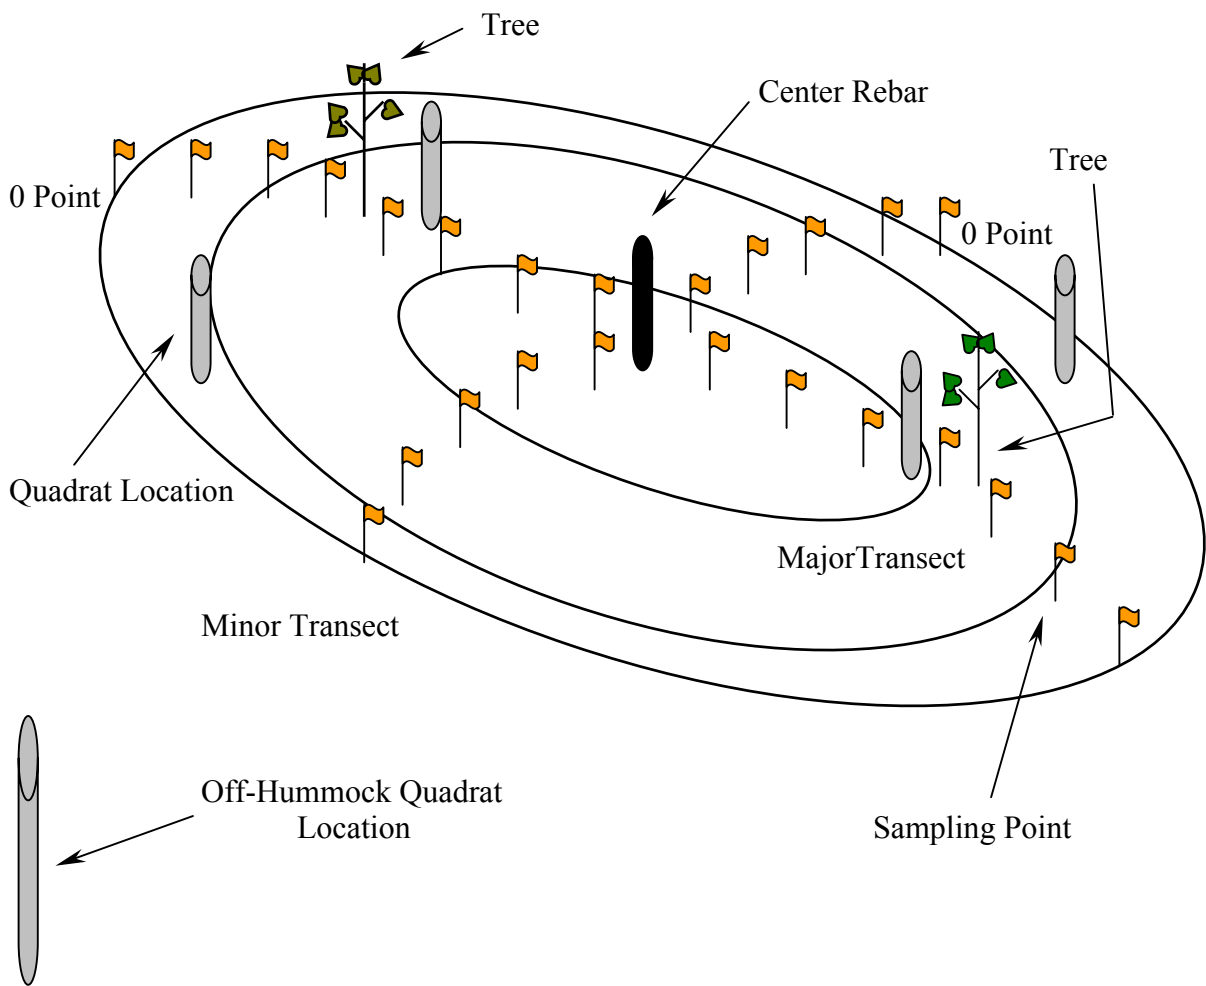 Tree
Center Rebar
Tree
0 Point
0 Point
Quadrat Location
MajorTransect
Minor Transect
Off-Hummock Quadrat
Location
Sampling Point